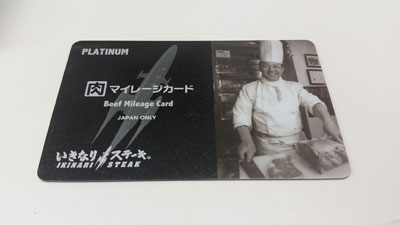 PLATINUM
肉マイレージカード
Beef Mileage Card
JAPAN ONLY
いきなりステーキ。
IKINARI STEAK